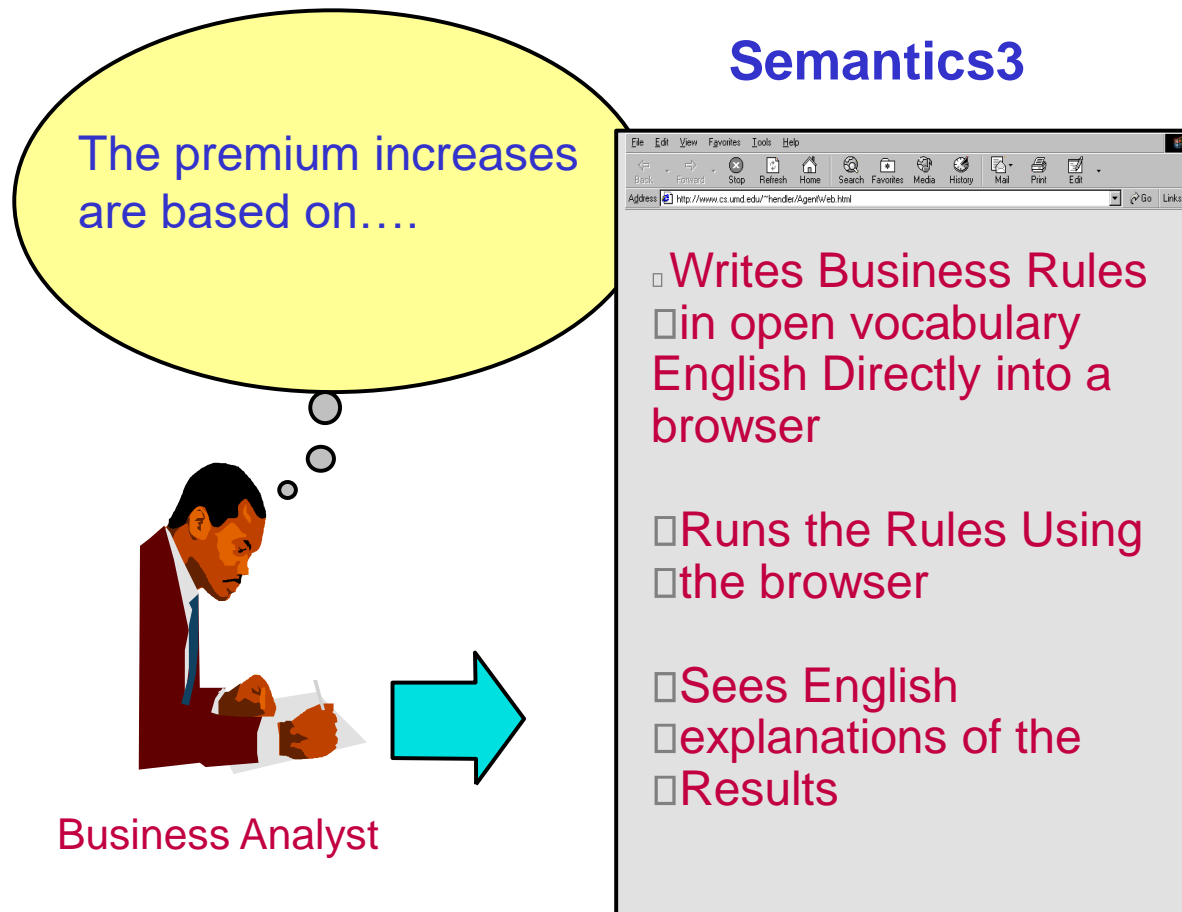 Semantics3
The premium increases
are based on….
File Edit View Favorites Tools Help
Back Forward Stop Refresh Home Search Favorites Media History Mail Print Edit
Address http://www.cs.umd.edu/~hendler/AgentWeb.html Go Links
Writes Business Rules
in open vocabulary
English Directly into a
browser
Runs the Rules Using
the browser
Sees English
explanations of the
Results
Business Analyst